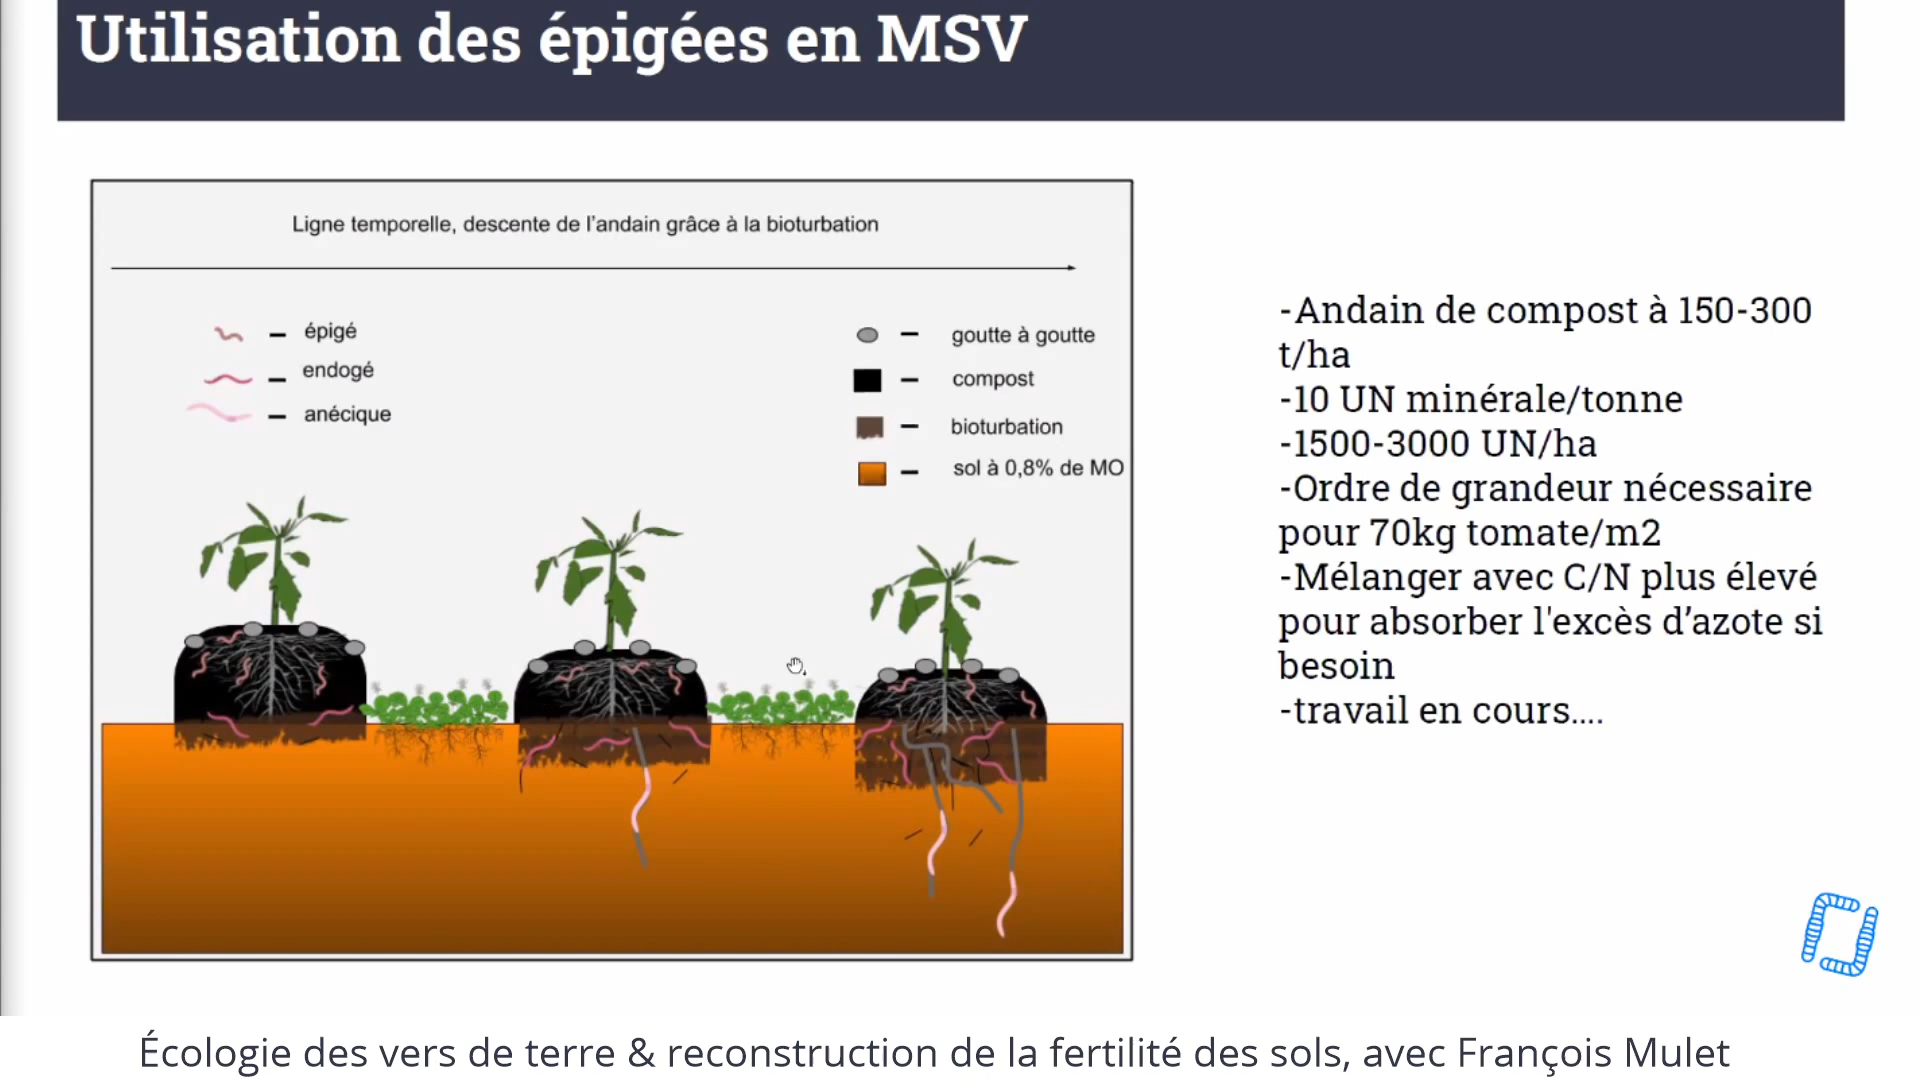 Utilisation des épigées en MSV
Ligne temporelle, descente de l'andain grâce à la bioturbation
épigé
endogé
anécique
goutte à goutte
compost
bioturbation
sol à 0,8% de MO
-Andain de compost à 150-300
t/ha
-10 UN minérale/tonne
-1500-3000 UN/ha
-Ordre de grandeur nécessaire
pour 70kg tomate/m2
-Mélanger avec C/N plus élevé
pour absorber l'excès d’azote si
besoin
-travail en cours....
Écologie des vers de terre & reconstruction de la fertilité des sols, avec François Mulet